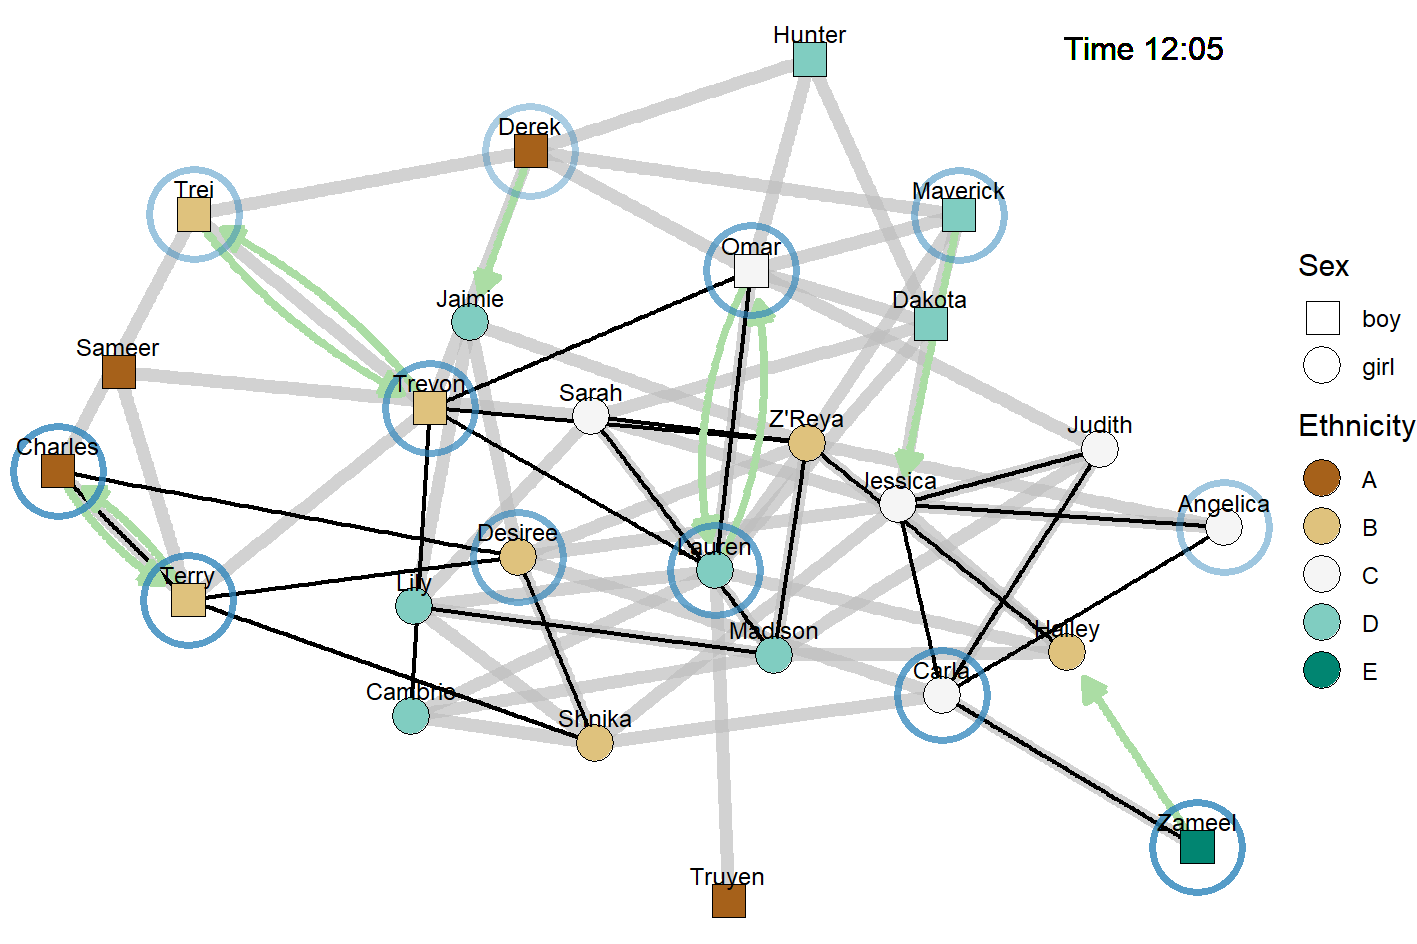 Hunter
Time 12:05
Derek
Trei
Maverick
Omar
Sex
Jaimie
Dakota
boy
Sameer
girl
Trevon
Sarah
Z'Reya
Judith
Ethnicity
Charles
Jessica
A
Angelica
B
Desiree
Lauren
Terry
Lily
C
Madison
Hailey
D
Carla
E
Cambrie
Shnika
Zameel
Truyen